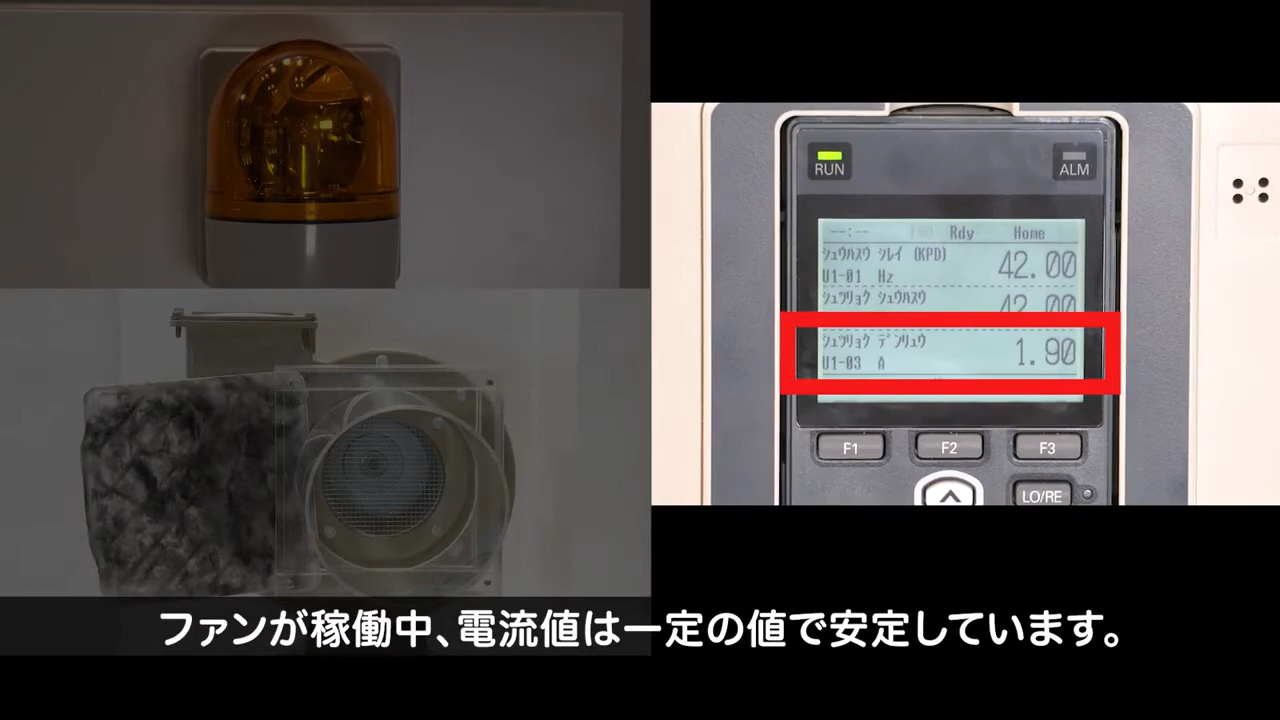 RUN
ALM
--:-- Rdy Home
ｼｭｳﾊｽｳ ｼﾚｲ (KPD)
U1-01 Hz 42.00
ｼｭﾂﾘｮｸ ｼｭｳﾊｽｳ
42.00
ｼｭﾂﾘｮｸ ﾃﾞﾝﾘｭｳ
U1-03 A 1.90
F1 F2 F3
LO/RE
ファンが稼働中、電流値は一定の値で安定しています。